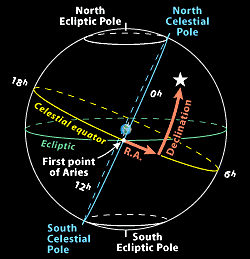 North
Ecliptic Pole
North
Celestial
Pole
18h
Celestial equator
0h
Declination
Ecliptic
R.A.
First point
of Aries
12h
6h
South
Celestial
Pole
South
Ecliptic Pole